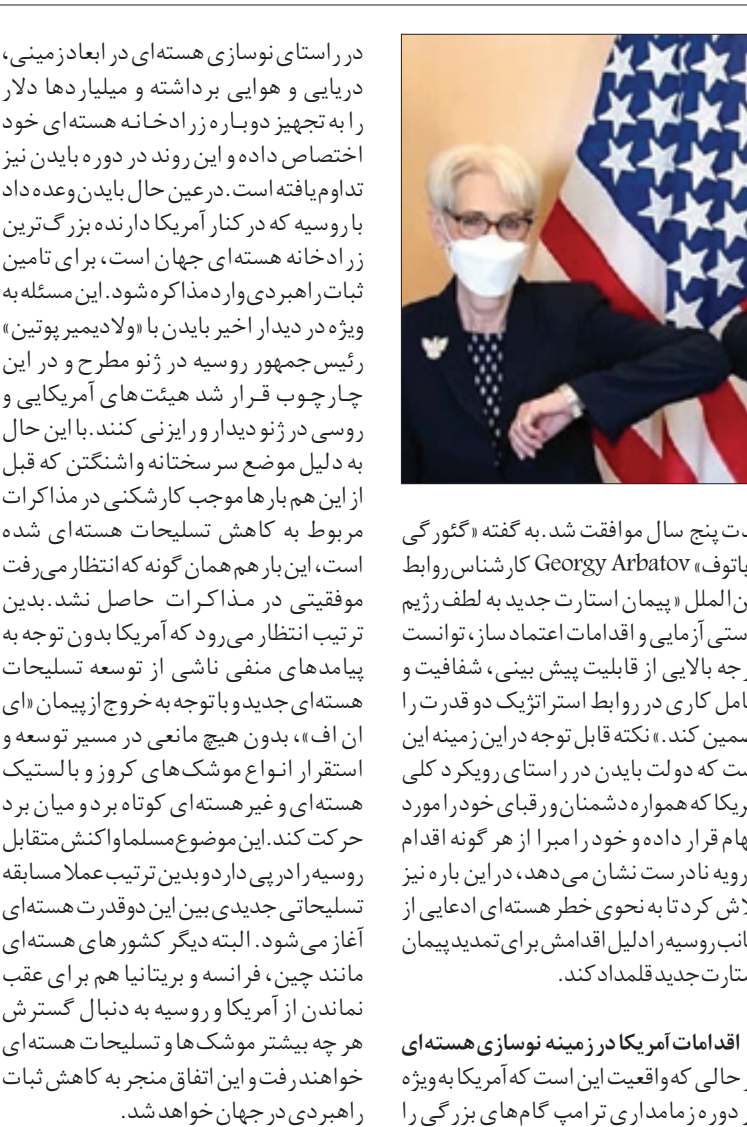 دت پنج سال موافقت شد. به گفته «گئورگی
باتوف» Georgy Arbatov کارشناس روابط
ن الملل «پیمان استارت جدید به لطف رژیم
ستی آزمایی و اقدامات اعتماد ساز، توانست
رجه بالایی از قابلیت پیش بینی، شفافیت و
امل کاری در روابط استراتژیک دو قدرت را
ضمین کند.» نکته قابل توجه در این زمینه این
ست که دولت بایدن در راستای رویکرد کلی
مریکا که همواره دشمنان و رقبای خود را مورد
هام قرار داده و خود را مبرا از هر گونه اقدام
رویه نادرست نشان می‌دهد، در این باره نیز
لاش کرد تا به نحوی خطر هسته‌ای ادعایی از
انب روسیه را دلیل اقدامش برای تمدید پیمان
ستارت جدید قلمداد کند.
اقدامات آمریکا در زمینه نوسازی هسته‌ای
ر حالی که واقعیت این است که آمریکا به‌ویژه
ر دوره زمامداری ترامپ گام‌های بزرگی را
در راستای نوسازی هسته‌ای در ابعاد زمینی،
دریایی و هوایی برداشته و میلیاردها دلار
را به تجهیز دوباره زرادخانه هسته‌ای خود
اختصاص داده و این روند در دوره بایدن نیز
تداوم یافته است. در عین حال بایدن وعده داد
با روسیه که در کنار آمریکا دارنده بزرگ‌ترین
زرادخانه هسته‌ای جهان است، برای تامین
ثبات راهبردی وارد مذاکره شود. این مسئله به
ویژه در دیدار اخیر بایدن با «ولادیمیر پوتین»
رئیس‌جمهور روسیه در ژنو مطرح و در این
چارچوب قرار شد هیئت‌های آمریکایی و
روسی در ژنو دیدار و رایزنی کنند. با این حال
به دلیل موضع سرسختانه واشنگتن که قبل
از این هم بارها موجب کارشکنی در مذاکرات
مربوط به کاهش تسلیحات هسته‌ای شده
است، این بار هم همان گونه که انتظار می‌رفت
موفقیتی در مذاکرات حاصل نشد. بدین
ترتیب انتظار می‌رود که آمریکا بدون توجه به
پیامدهای منفی ناشی از توسعه تسلیحات
هسته‌ای جدید و با توجه به خروج از پیمان «ای
ان اف»، بدون هیچ مانعی در مسیر توسعه و
استقرار انواع موشک‌های کروز و بالستیک
هسته‌ای و غیرهسته‌ای کوتاه برد و میان برد
حرکت کند. این موضوع مسلما واکنش متقابل
روسیه را در پی دارد و بدین ترتیب عملا مسابقه
تسلیحاتی جدیدی بین این دو قدرت هسته‌ای
آغاز می‌شود. البته دیگر کشورهای هسته‌ای
مانند چین، فرانسه و بریتانیا هم برای عقب
نماندن از آمریکا و روسیه به دنبال گسترش
هر چه بیشتر موشک‌ها و تسلیحات هسته‌ای
خواهند رفت و این اتفاق منجر به کاهش ثبات
راهبردی در جهان خواهد شد.